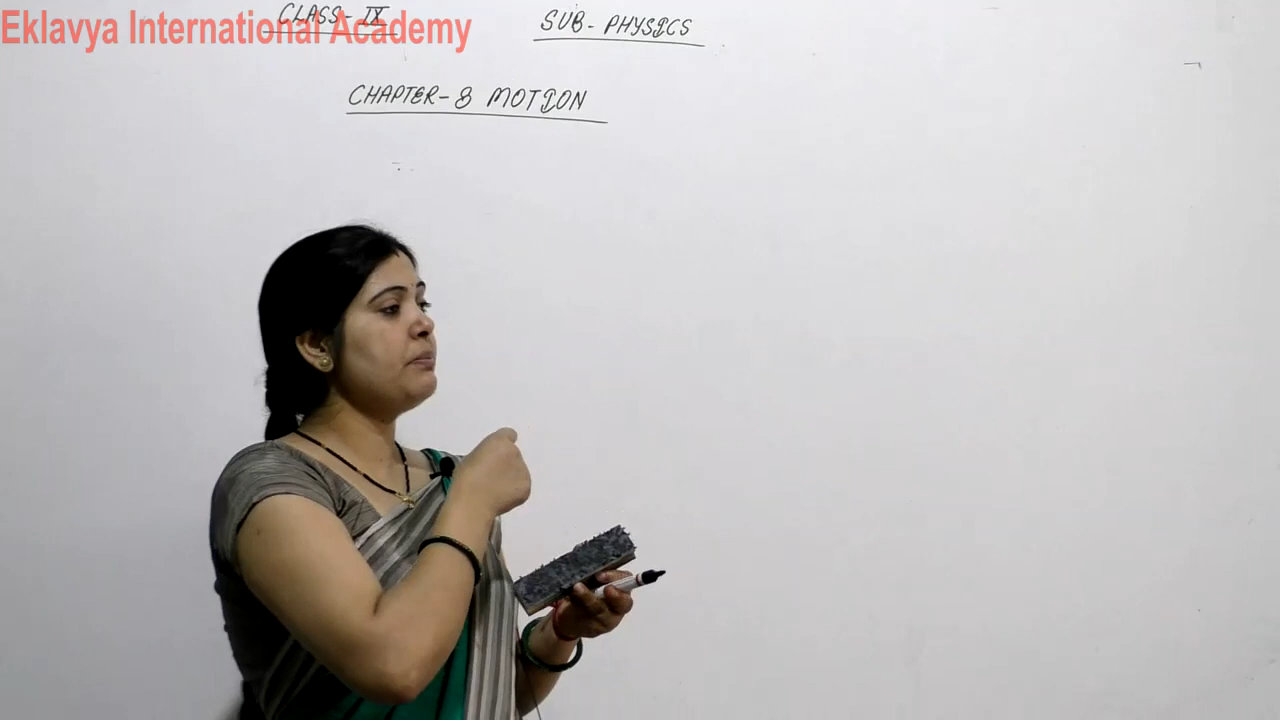 CLASS-IX
Eklavya International Academy
SUB- PHYSICS
CHAPTER-8 MOTION